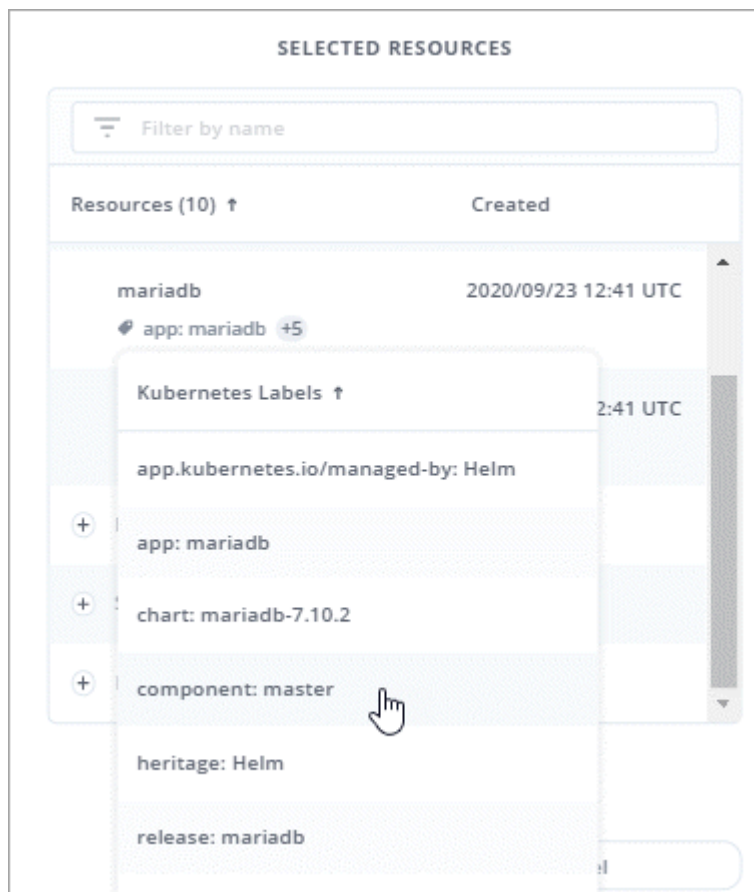 SELECTED RESOURCES
Filter by name
Resources (10) ↑ Created
mariadb 2020/09/23 12:41 UTC
app: mariadb +5
Kubernetes Labels ↑
2:41 UTC
app.kubernetes.io/managed-by: Helm
app: mariadb
chart: mariadb-7.10.2
component: master
heritage: Helm
release: mariadb